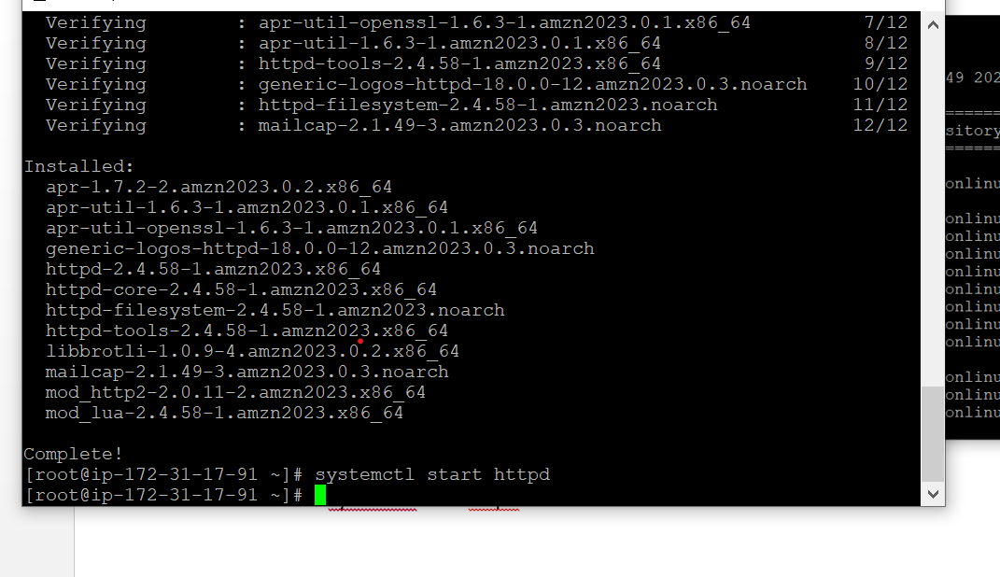 Verifying : apr-util-openssl-1.6.3-1.amzn2023.0.1.x86_64 7/12
Verifying : apr-util-1.6.3-1.amzn2023.0.1.x86_64 8/12
Verifying : httpd-tools-2.4.58-1.amzn2023.x86_64 9/12
Verifying : generic-logos-httpd-18.0.0-12.amzn2023.0.3.noarch 10/12
Verifying : httpd-filesystem-2.4.58-1.amzn2023.noarch 11/12
Verifying : mailcap-2.1.49-3.amzn2023.0.3.noarch 12/12
Installed:
apr-1.7.2-2.amzn2023.0.2.x86_64
apr-util-1.6.3-1.amzn2023.0.1.x86_64
apr-util-openssl-1.6.3-1.amzn2023.0.1.x86_64
generic-logos-httpd-18.0.0-12.amzn2023.0.3.noarch
httpd-2.4.58-1.amzn2023.x86_64
httpd-core-2.4.58-1.amzn2023.x86_64
httpd-filesystem-2.4.58-1.amzn2023.noarch
httpd-tools-2.4.58-1.amzn2023.x86_64
libbrotli-1.0.9-4.amzn2023.0.2.x86_64
mailcap-2.1.49-3.amzn2023.0.3.noarch
mod_http2-2.0.11-2.amzn2023.x86_64
mod_lua-2.4.58-1.amzn2023.x86_64
Complete!
[root@ip-172-31-17-91 ~]# systemctl start httpd
[root@ip-172-31-17-91 ~]#
49 202
======
sitory
======
onlinu
onlinu
onlinu
onlinu
onlinu
onlinu
onlinu
onlinu
onlinu
onlinu
onlinu
onlinu